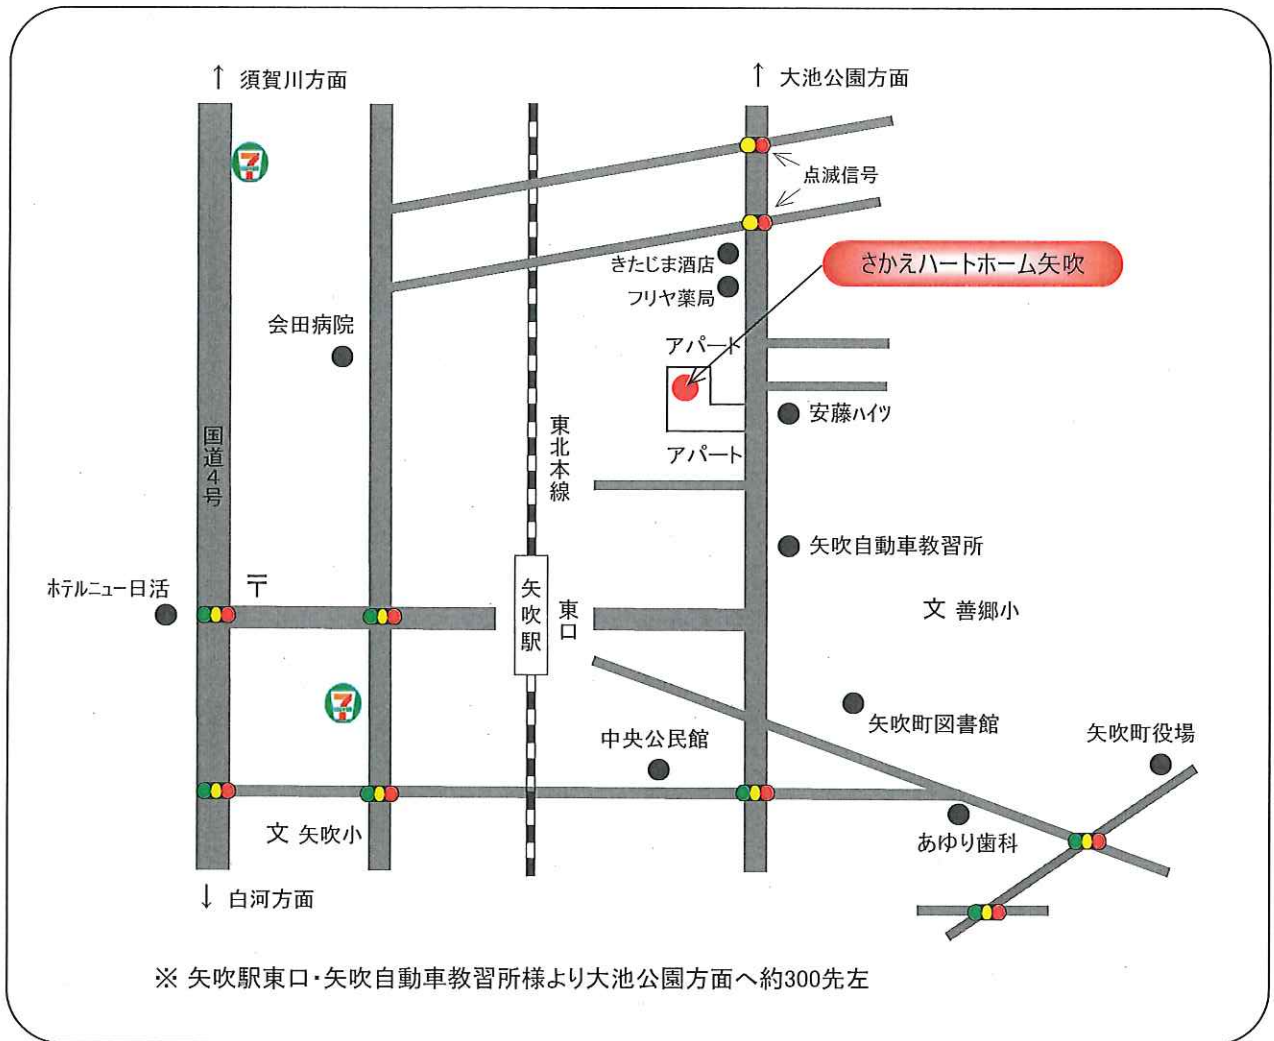 ↑ 須賀川方面
↑ 大池公園方面
点滅信号
きたじま酒店
さかえハートホーム矢吹
フリヤ薬局
会田病院
アパート
安藤ハイツ
国道4号
東北本線
アパート
矢吹自動車教習所
ホテルニュー日活
〒
矢吹駅
東口
文 善郷小
7
7
矢吹町図書館
中央公民館
矢吹町役場
文 矢吹小
あゆり歯科
↓ 白河方面
※ 矢吹駅東口・矢吹自動車教習所様より大池公園方面へ約300先左